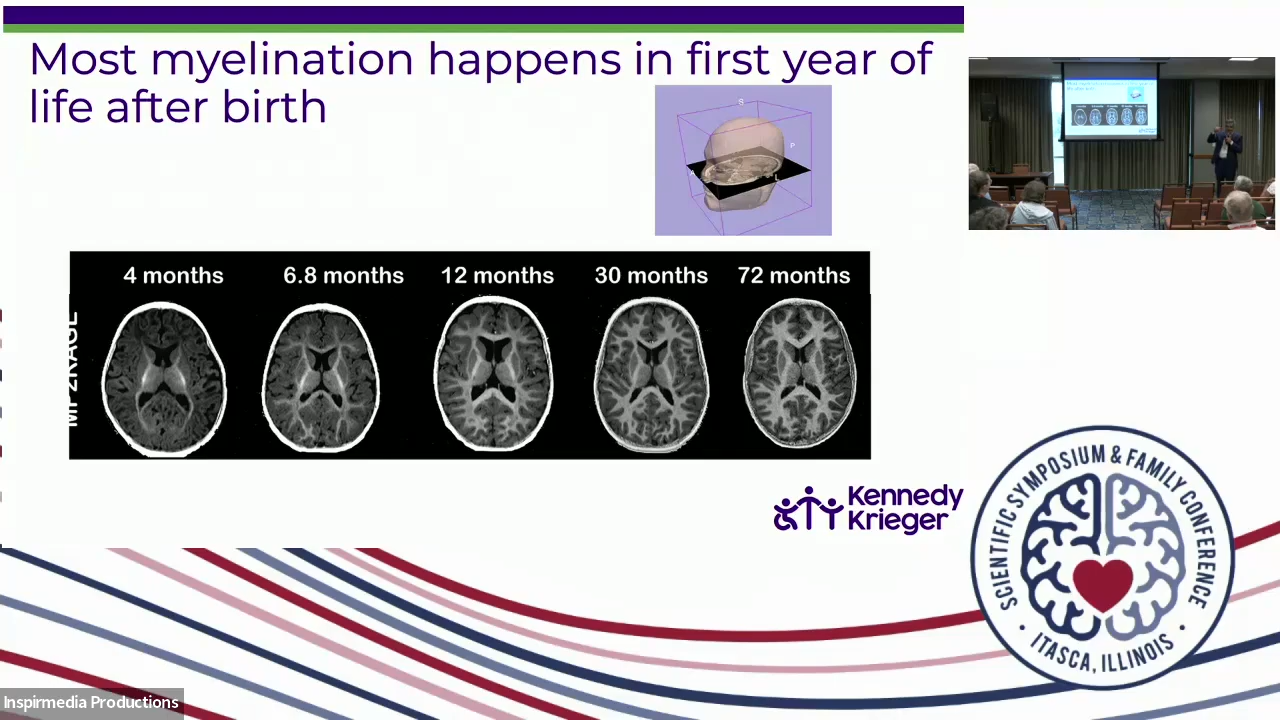 Most myelination happens in first year of
life after birth
S
P
A
L
4 months
6.8 months
12 months
30 months
72 months
MP2RAGE
Kennedy
Krieger
SCIENTIFIC SYMPOSIUM & FAMILY CONFERENCE
• ITASCA, ILLINOIS •
Inspirmedia Productions